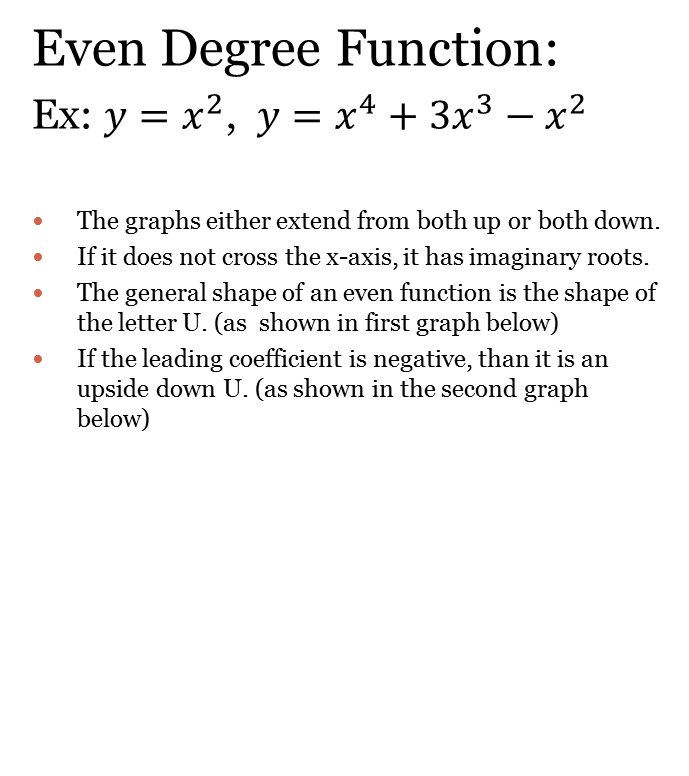 Even Degree Function:
Ex: y = x², y = x⁴ + 3x³ − x²
• The graphs either extend from both up or both down.
• If it does not cross the x-axis, it has imaginary roots.
• The general shape of an even function is the shape of
the letter U. (as shown in first graph below)
• If the leading coefficient is negative, than it is an
upside down U. (as shown in the second graph
below)